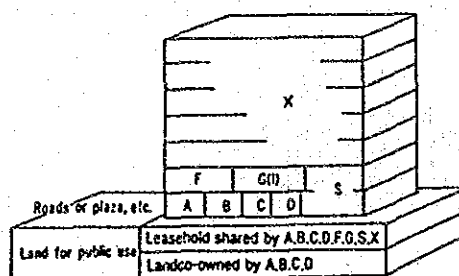 X
F G(I) S
Roads or plaza, etc. A B C D
Land for public use Leasehold shared by A,B,C,D,F,G,S,X
Landco-owned by A,B,C,D